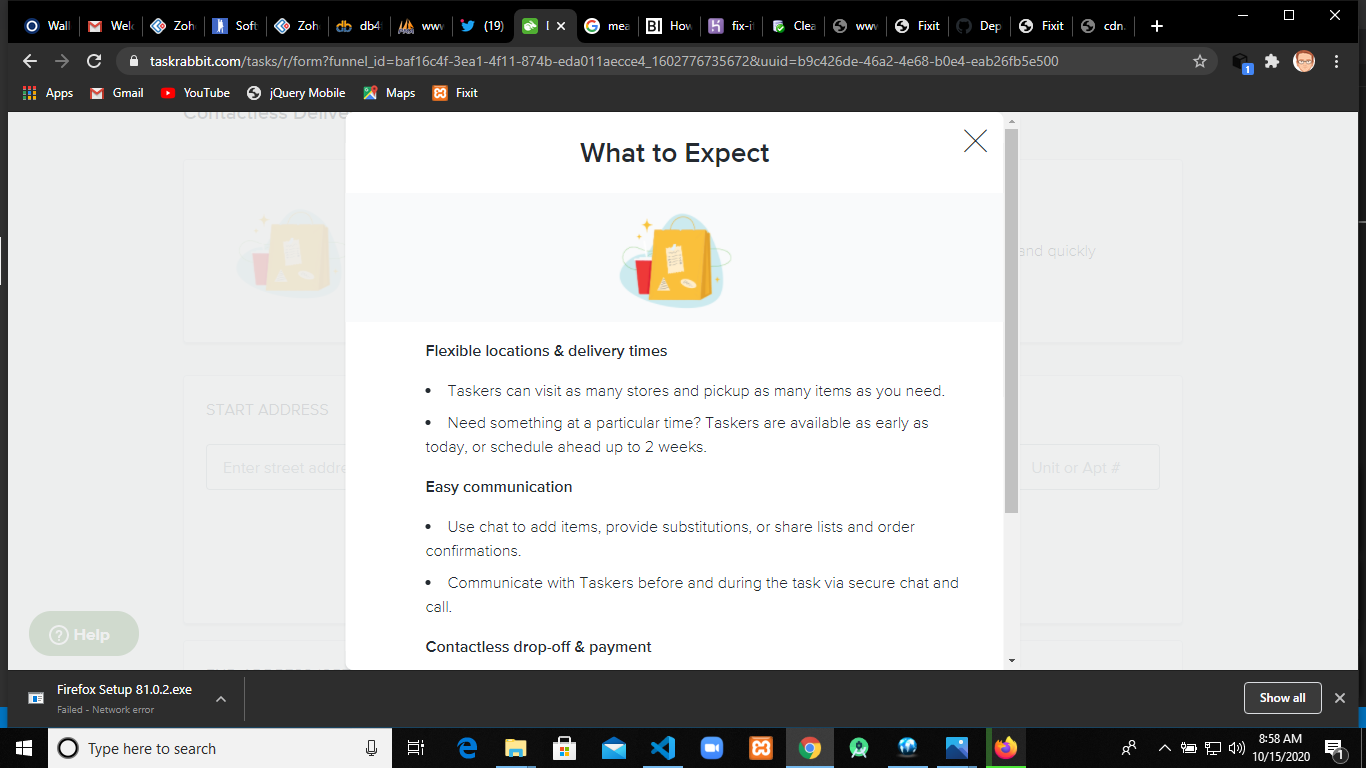 Wall
Welc
Zoh
Soft
Zoh
db4
www
(19)
mea
BI
How
fix-i
Clea
www
Fixit
Dep
Fixit
cdn.
taskrabbit.com/tasks/r/form?funnel_id=baf16c4f-3ea1-4f11-874b-eda011aecce4_1602776735672&uuid=b9c426de-46a2-4e68-b0e4-eab26fb5e500
1
Apps
Gmail
YouTube
jQuery Mobile
Maps
Fixit
Contactless Delive
What to Expect
and quickly
Flexible locations & delivery times
• Taskers can visit as many stores and pickup as many items as you need.
START ADDRESS
• Need something at a particular time? Taskers are available as early as
today, or schedule ahead up to 2 weeks.
Enter street addre
Unit or Apt #
Easy communication
• Use chat to add items, provide substitutions, or share lists and order
confirmations.
• Communicate with Taskers before and during the task via secure chat and
call.
Help
Contactless drop-off & payment
Firefox Setup 81.0.2.exe
Failed - Network error
Show all
Type here to search
8:58 AM
10/15/2020
1